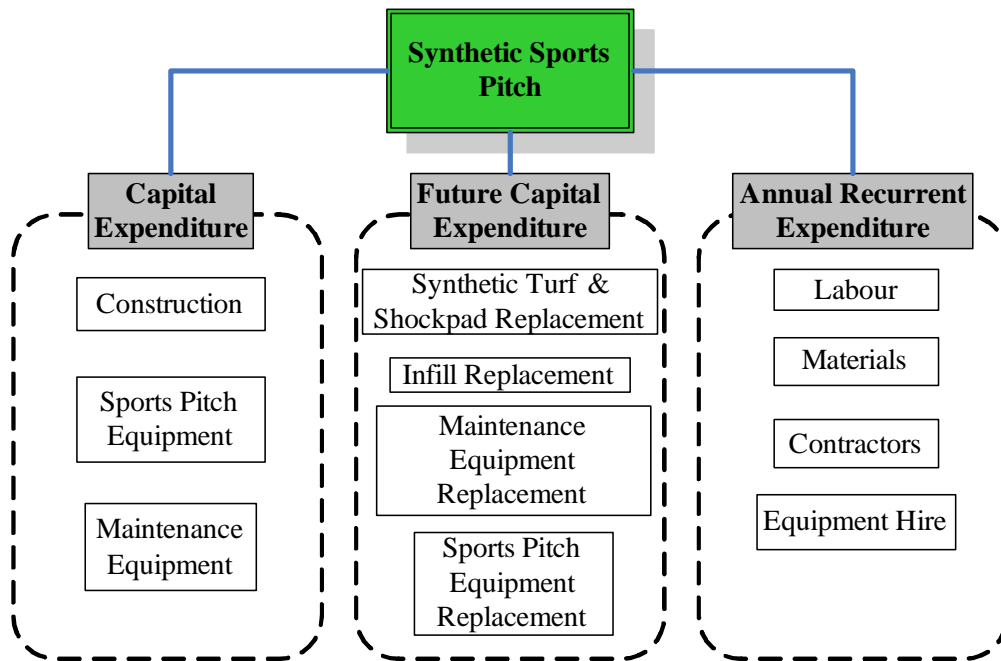 Synthetic Sports
Pitch
Capital
Expenditure
Construction
Sports Pitch
Equipment
Maintenance
Equipment
Future Capital
Expenditure
Synthetic Turf &
Shockpad Replacement
Infill Replacement
Maintenance
Equipment
Replacement
Sports Pitch
Equipment
Replacement
Annual Recurrent
Expenditure
Labour
Materials
Contractors
Equipment Hire